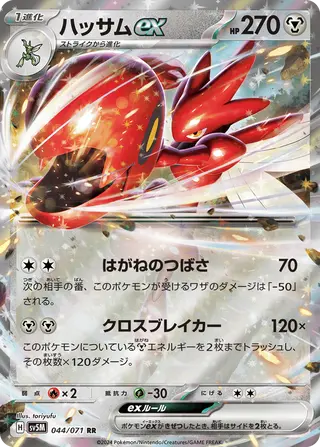 1進化
ハッサムex
HP270
ストライクから進化
はがねのつばさ 70
次の相手の番、このポケモンが受けるワザのダメージは「-50」
される。
クロスブレイカー 120×
このポケモンについているエネルギーを2枚までトラッシュし、
その枚数×120ダメージ。
弱点 ×2 抵抗力 -30 にげる
Illus. toriyufu
exルール
H sv5M 044/071 RR
ポケモンexがきぜつしたとき、相手はサイドを2枚とる。
©2024 Pokémon/Nintendo/Creatures/GAME FREAK.